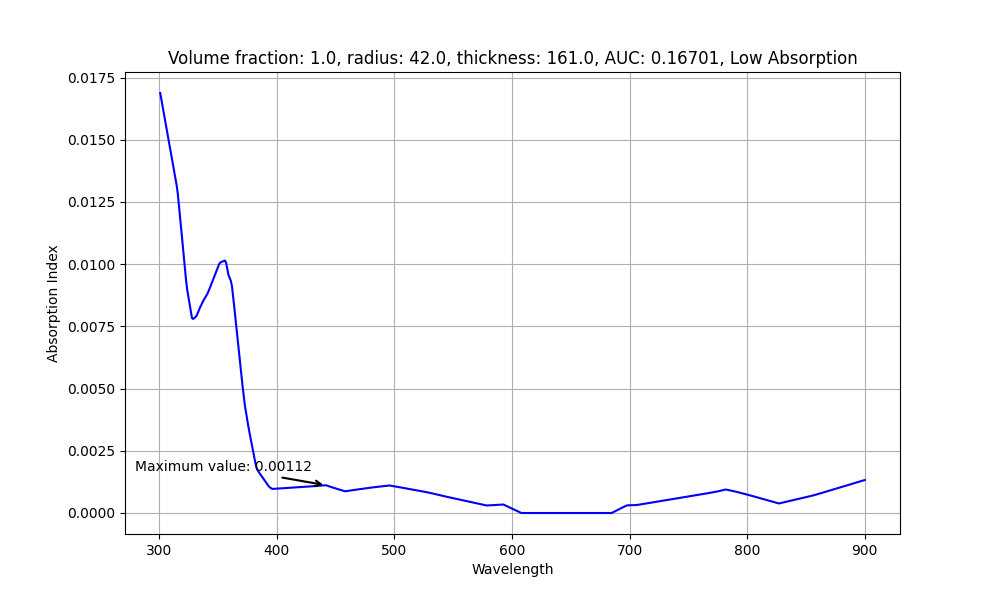 Volume fraction: 1.0, radius: 42.0, thickness: 161.0, AUC: 0.16701, Low Absorption
0.0175
0.0150
0.0125
0.0100
0.0075
0.0050
0.0025
0.0000
Absorption Index
Maximum value: 0.00112
300 400 500 600 700 800 900
Wavelength